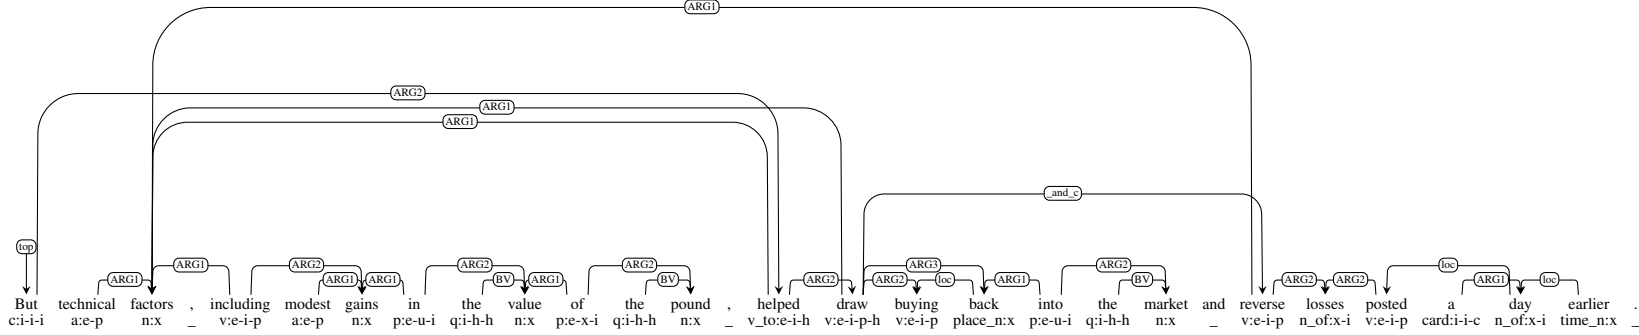 ARG1
ARG2
ARG1
ARG1
_and_c
top
ARG1 ARG1 ARG2 ARG1 ARG1 ARG2 BV ARG1 ARG2 BV ARG2 ARG3 ARG2 loc ARG1 ARG2 BV ARG2 ARG2 loc ARG1 loc
But technical factors , including modest gains in the value of the pound , helped draw buying back into the market and reverse losses posted a day earlier .
c:i-i-i a:e-p n:x _ v:e-i-p a:e-p n:x p:e-u-i q:i-h-h n:x p:e-x-i q:i-h-h n:x _ v_to:e-i-h v:e-i-p-h v:e-i-p place_n:x p:e-u-i q:i-h-h n:x _ v:e-i-p n_of:x-i v:e-i-p card:i-i-c n_of:x-i time_n:x _